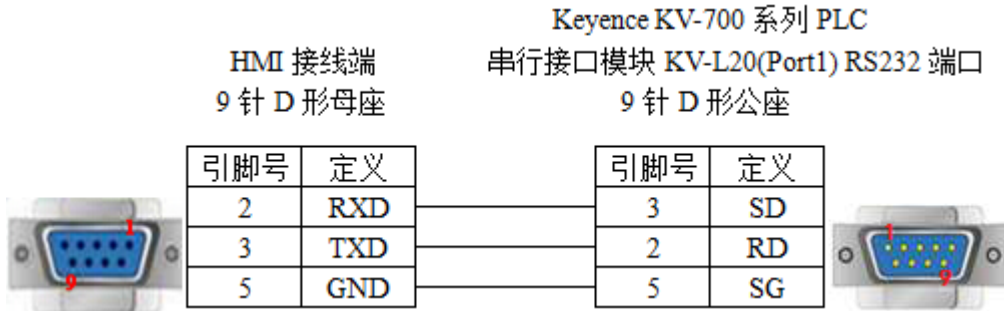 Keyence KV-700 系列 PLC
HMI 接线端
串行接口模块 KV-L20(Port1) RS232 端口
9 针 D 形母座
9 针 D 形公座
引脚号 定义
引脚号 定义
2 RXD
3 SD
3 TXD
2 RD
5 GND
5 SG
1
9
1
9